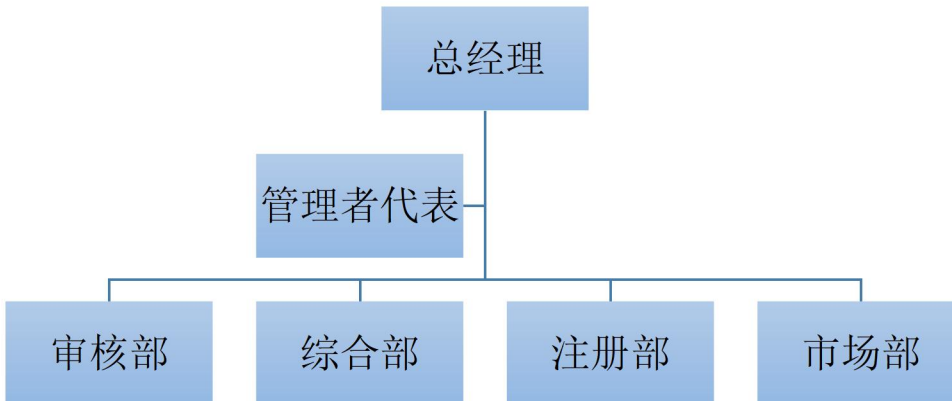 总经理
管理者代表
审核部
综合部
注册部
市场部